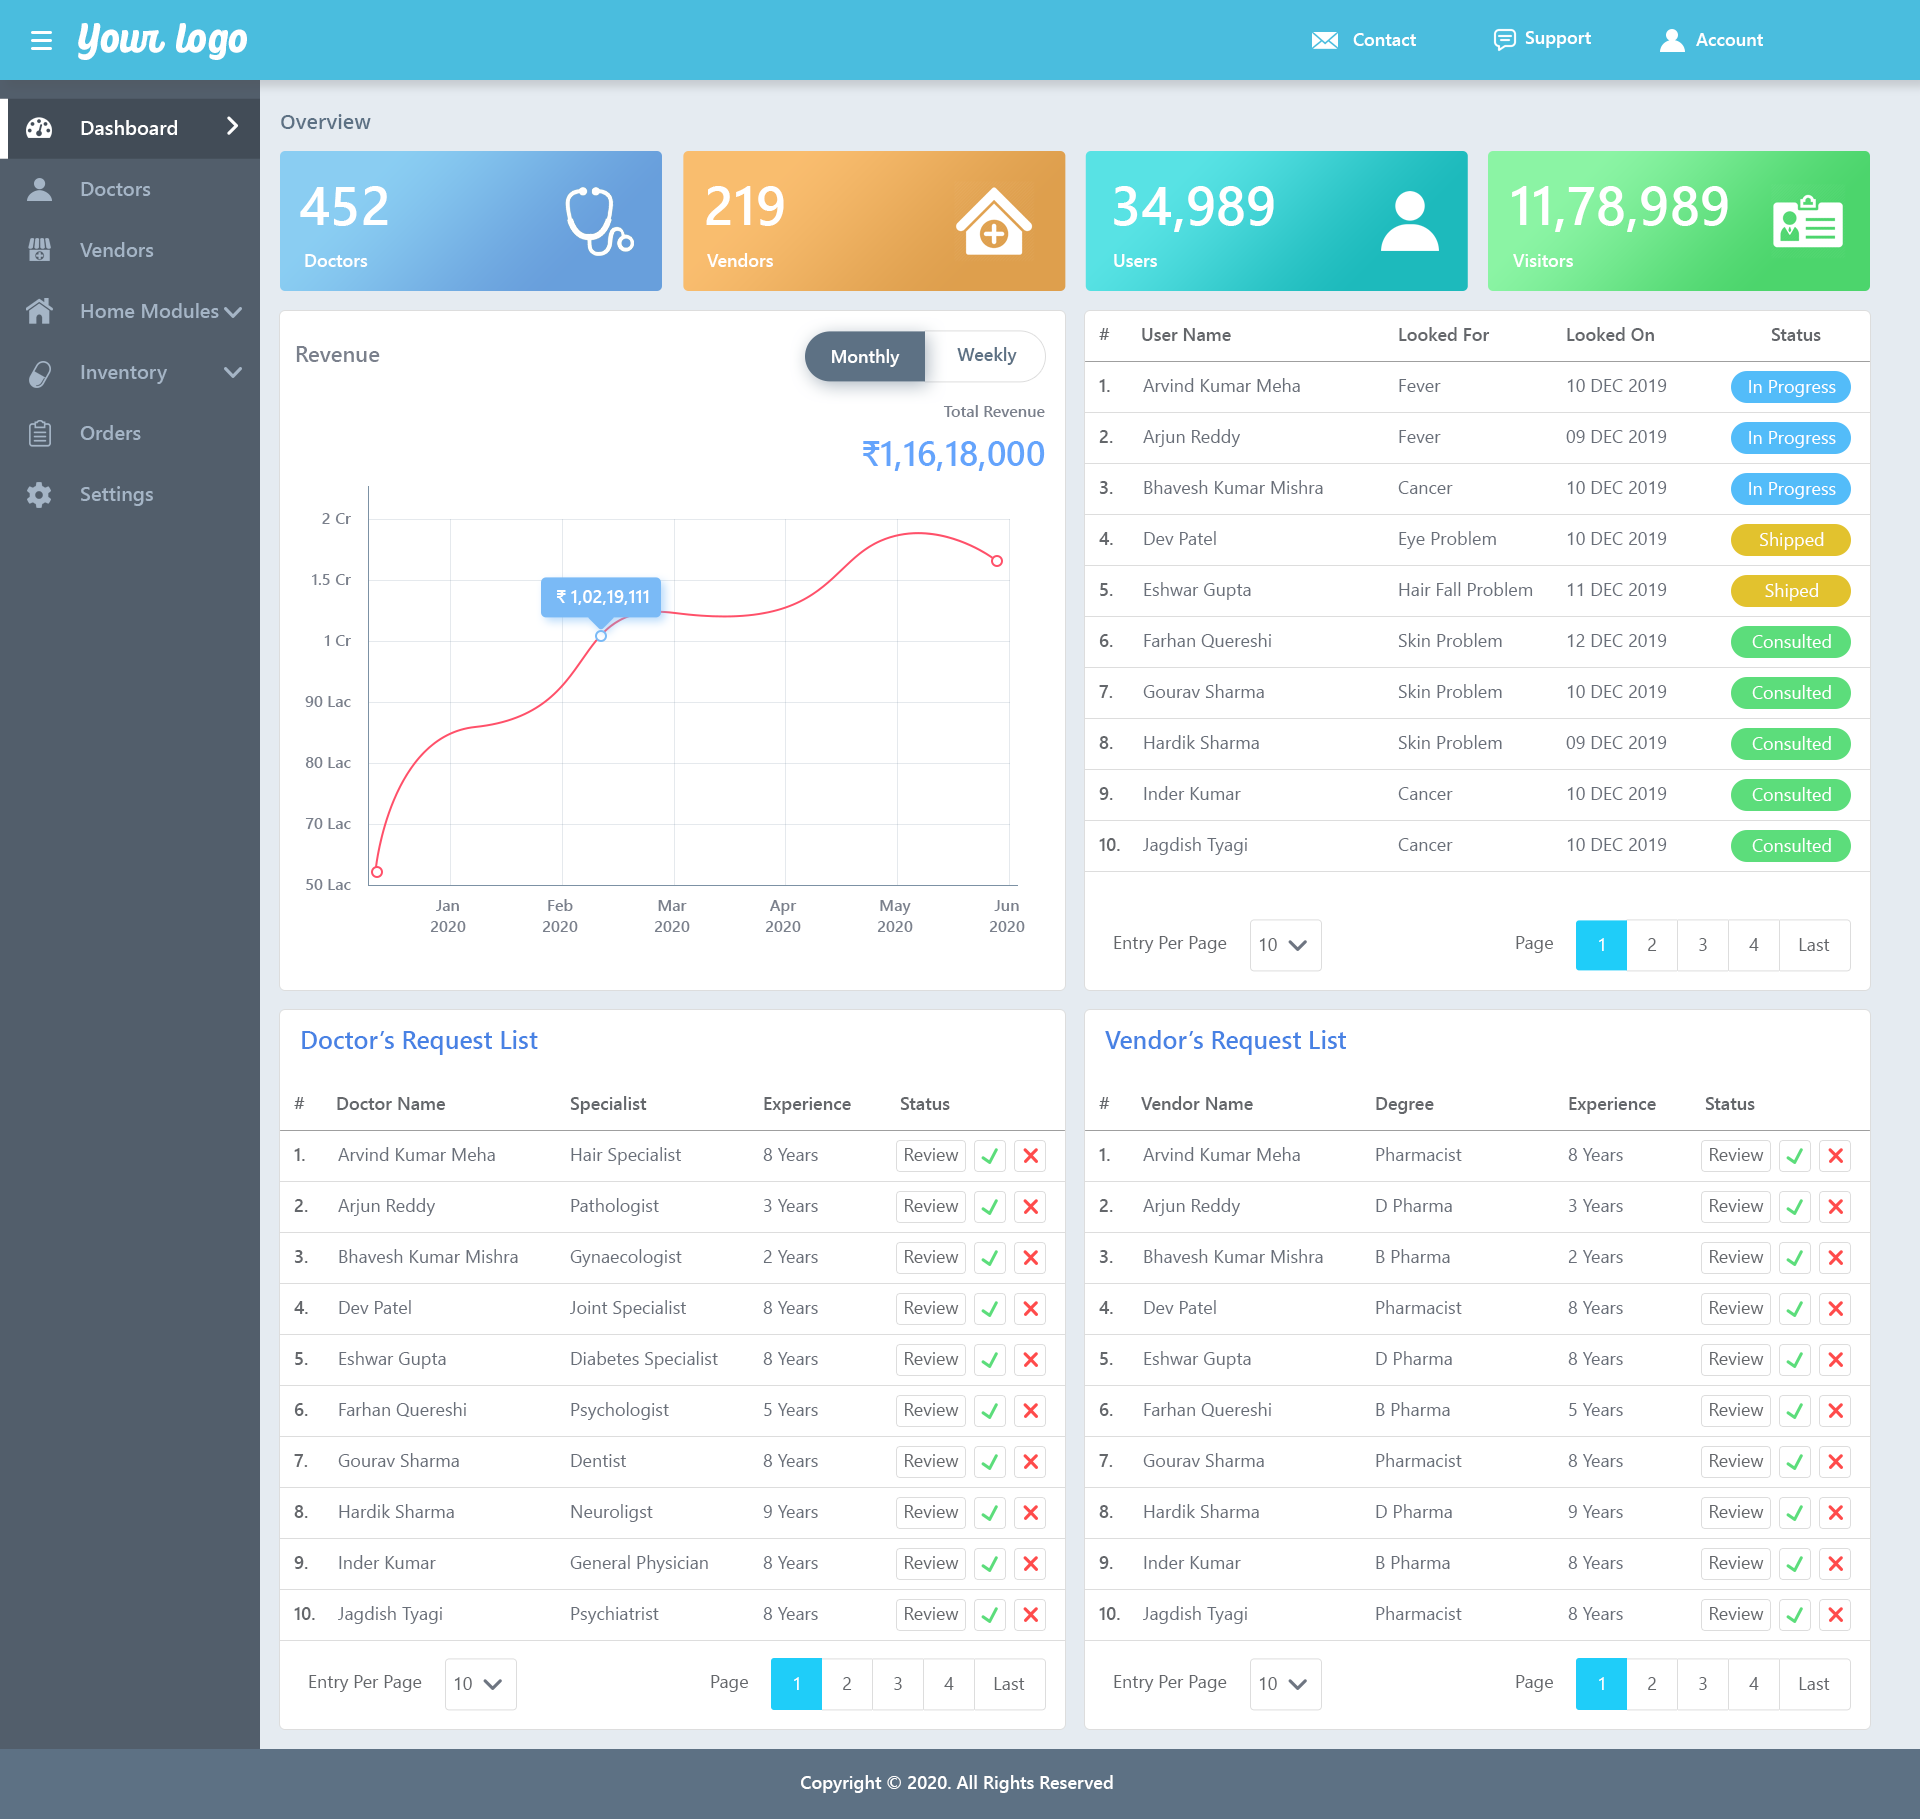 Your logo
Contact
Support
Account
Dashboard
Doctors
Vendors
Home Modules
Inventory
Orders
Settings
Overview
452
Doctors
219
Vendors
34,989
Users
11,78,989
Visitors
Revenue
Monthly Weekly
Total Revenue
₹1,16,18,000
2 Cr
1.5 Cr
₹ 1,02,19,111
1 Cr
90 Lac
80 Lac
70 Lac
50 Lac
Jan Feb Mar Apr May Jun
2020 2020 2020 2020 2020 2020
# User Name Looked For Looked On Status
1. Arvind Kumar Meha Fever 10 DEC 2019 In Progress
2. Arjun Reddy Fever 09 DEC 2019 In Progress
3. Bhavesh Kumar Mishra Cancer 10 DEC 2019 In Progress
4. Dev Patel Eye Problem 10 DEC 2019 Shipped
5. Eshwar Gupta Hair Fall Problem 11 DEC 2019 Shiped
6. Farhan Quereshi Skin Problem 12 DEC 2019 Consulted
7. Gourav Sharma Skin Problem 10 DEC 2019 Consulted
8. Hardik Sharma Skin Problem 09 DEC 2019 Consulted
9. Inder Kumar Cancer 10 DEC 2019 Consulted
10. Jagdish Tyagi Cancer 10 DEC 2019 Consulted
Entry Per Page 10 Page 1 2 3 4 Last
Doctor’s Request List
# Doctor Name Specialist Experience Status
1. Arvind Kumar Meha Hair Specialist 8 Years Review
2. Arjun Reddy Pathologist 3 Years Review
3. Bhavesh Kumar Mishra Gynaecologist 2 Years Review
4. Dev Patel Joint Specialist 8 Years Review
5. Eshwar Gupta Diabetes Specialist 8 Years Review
6. Farhan Quereshi Psychologist 5 Years Review
7. Gourav Sharma Dentist 8 Years Review
8. Hardik Sharma Neuroligst 9 Years Review
9. Inder Kumar General Physician 8 Years Review
10. Jagdish Tyagi Psychiatrist 8 Years Review
Entry Per Page 10 Page 1 2 3 4 Last
Vendor’s Request List
# Vendor Name Degree Experience Status
1. Arvind Kumar Meha Pharmacist 8 Years Review
2. Arjun Reddy D Pharma 3 Years Review
3. Bhavesh Kumar Mishra B Pharma 2 Years Review
4. Dev Patel Pharmacist 8 Years Review
5. Eshwar Gupta D Pharma 8 Years Review
6. Farhan Quereshi B Pharma 5 Years Review
7. Gourav Sharma Pharmacist 8 Years Review
8. Hardik Sharma D Pharma 9 Years Review
9. Inder Kumar B Pharma 8 Years Review
10. Jagdish Tyagi Pharmacist 8 Years Review
Entry Per Page 10 Page 1 2 3 4 Last
Copyright © 2020. All Rights Reserved